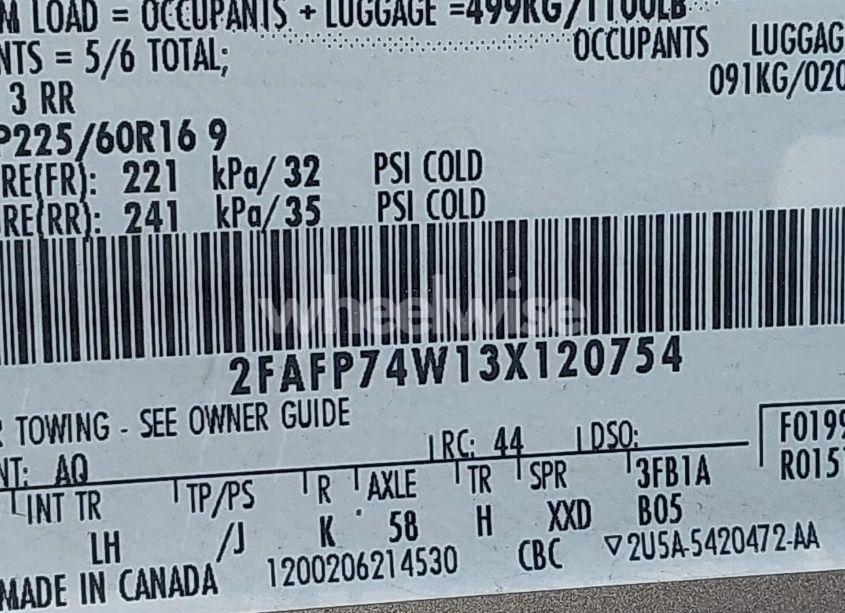 M LOAD = OCCUPANTS + LUGGAGE =499KG/1100LB
OCCUPANTS LUGGAG
NTS = 5/6 TOTAL;
091KG/020
3 RR
P225/60R16 9
RE(FR): 221 kPa/ 32 PSI COLD
RE(RR): 241 kPa/ 35 PSI COLD
wheelwise
2FAFP74W13X120754
R TOWING - SEE OWNER GUIDE
RC: 44 DSO: F0199
NT: AQ R015
INT TR TP/PS R AXLE TR SPR 3FB1A
LH /J K 58 H XXD B05
MADE IN CANADA 1200206214530 CBC ▽2U5A-5420472-AA